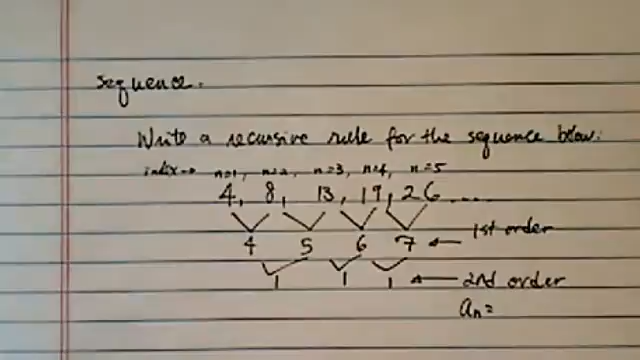 sequence.
Write a recursive rule for the sequence below.
index→ n=1, n=2, n=3, n=4, n=5
4, 8, 13, 19, 26 ....
4 5 6 7 ← 1st order
1 1 1 ← 2nd order
an=